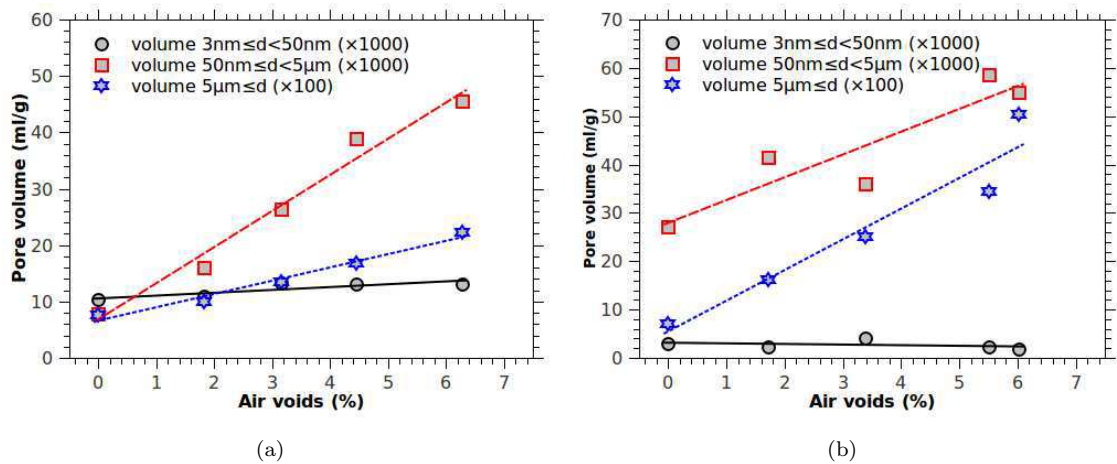 60
50
40
30
20
10
0
Pore volume (ml/g)
volume 3nm≤d<50nm (×1000)
volume 50nm≤d<5μm (×1000)
volume 5μm≤d (×100)
0 1 2 3 4 5 6 7
Air voids (%)
(a)
70
60
50
40
30
20
10
0
Pore volume (ml/g)
volume 3nm≤d<50nm (×1000)
volume 50nm≤d<5μm (×1000)
volume 5μm≤d (×100)
0 1 2 3 4 5 6 7
Air voids (%)
(b)